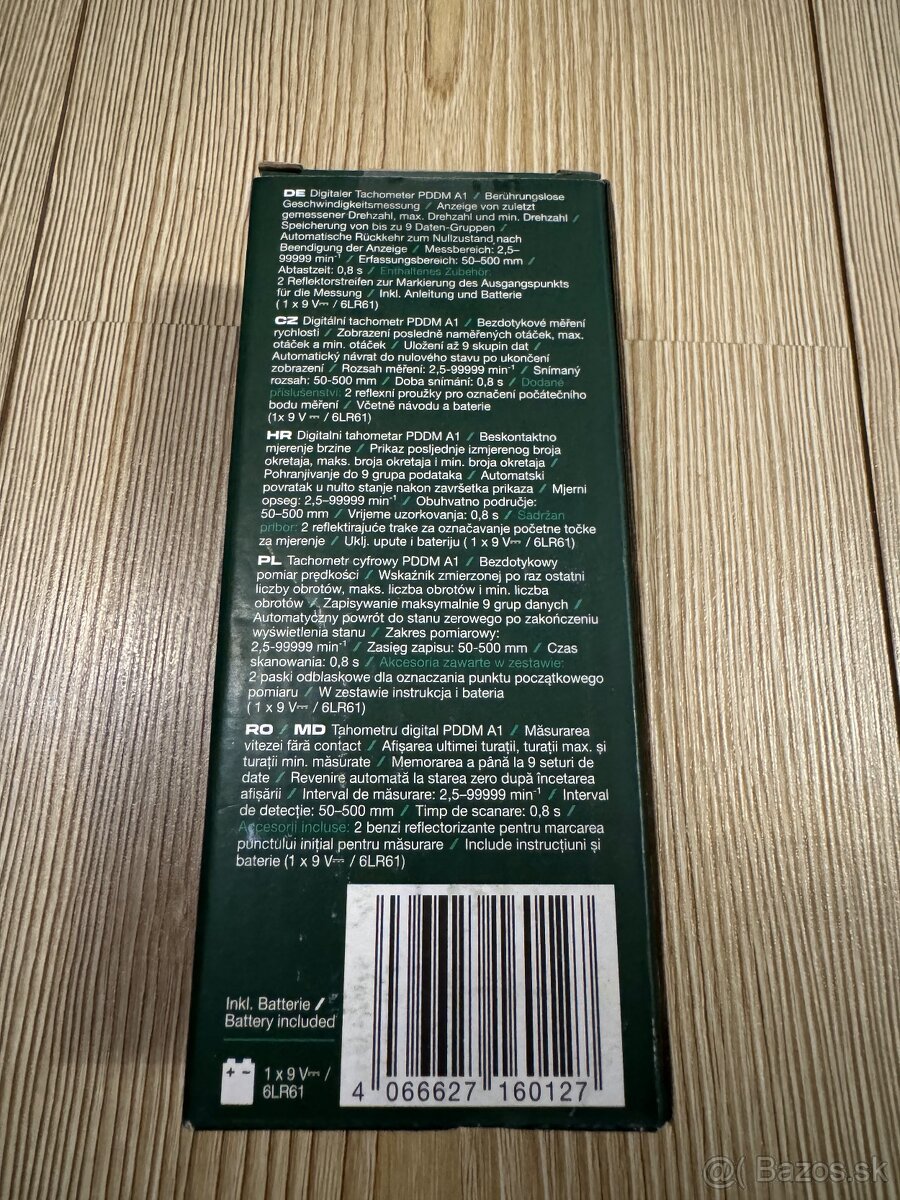 DE Digitaler Tachometer PDDM A1 / Berührungslose
Geschwindigkeitsmessung / Anzeige von zuletzt
gemessener Drehzahl, max. Drehzahl und min. Drehzahl /
Speicherung von bis zu 9 Daten-Gruppen /
Automatische Rückkehr zum Nullzustand nach
Beendigung der Anzeige / Messbereich: 2,5–
99999 min⁻¹ / Erfassungsbereich: 50–500 mm /
Abtastzeit: 0,8 s / Enthaltenes Zubehör:
2 Reflektorstreifen zur Markierung des Ausgangspunkts
für die Messung / Inkl. Anleitung und Batterie
(1 x 9 V⎓ / 6LR61)
CZ Digitální tachometr PDDM A1 / Bezdotykové měření
rychlosti / Zobrazení posledně naměřených otáček, max.
otáček a min. otáček / Uložení až 9 skupin dat /
Automatický návrat do nulového stavu po ukončení
zobrazení / Rozsah měření: 2,5-99999 min⁻¹ / Snímaný
rozsah: 50-500 mm / Doba snímání: 0,8 s / Dodané
příslušenství: 2 reflexní proužky pro označení počátečního
bodu měření / Včetně návodu a baterie
(1x 9 V⎓ / 6LR61)
HR Digitalni tahometar PDDM A1 / Beskontaktno
mjerenje brzine / Prikaz posljednje izmjerenog broja
okretaja, maks. broja okretaja i min. broja okretaja /
Pohranjivanje do 9 grupa podataka / Automatski
povratak u nulto stanje nakon završetka prikaza / Mjerni
opseg: 2,5–99999 min⁻¹ / Obuhvatno područje:
50–500 mm / Vrijeme uzorkovanja: 0,8 s / Sadržan
pribor: 2 reflektirajuće trake za označavanje početne točke
za mjerenje / Uklj. upute i bateriju (1 x 9 V⎓ / 6LR61)
PL Tachometr cyfrowy PDDM A1 / Bezdotykowy
pomiar prędkości / Wskaźnik zmierzonej po raz ostatni
liczby obrotów, maks. liczba obrotów i min. liczba
obrotów / Zapisywanie maksymalnie 9 grup danych /
Automatyczny powrót do stanu zerowego po zakończeniu
wyświetlenia stanu / Zakres pomiarowy:
2,5-99999 min⁻¹ / Zasięg zapisu: 50-500 mm / Czas
skanowania: 0,8 s / Akcesoria zawarte w zestawie:
2 paski odblaskowe dla oznaczania punktu początkowego
pomiaru / W zestawie instrukcja i bateria
(1 x 9 V⎓ / 6LR61)
RO / MD Tahometru digital PDDM A1 / Măsurarea
vitezei fără contact / Afișarea ultimei turații, turații max. și
turații min. măsurate / Memorarea a până la 9 seturi de
date / Revenire automată la starea zero după încetarea
afișării / Interval de măsurare: 2,5–99999 min⁻¹ / Interval
de detecție: 50–500 mm / Timp de scanare: 0,8 s /
Accesorii incluse: 2 benzi reflectorizante pentru marcarea
punctului inițial pentru măsurare / Include instrucțiuni și
baterie (1 x 9 V⎓ / 6LR61)
Inkl. Batterie /
Battery included
1 x 9 V⎓ /
6LR61
4 066627 160127
@( Bazos.sk